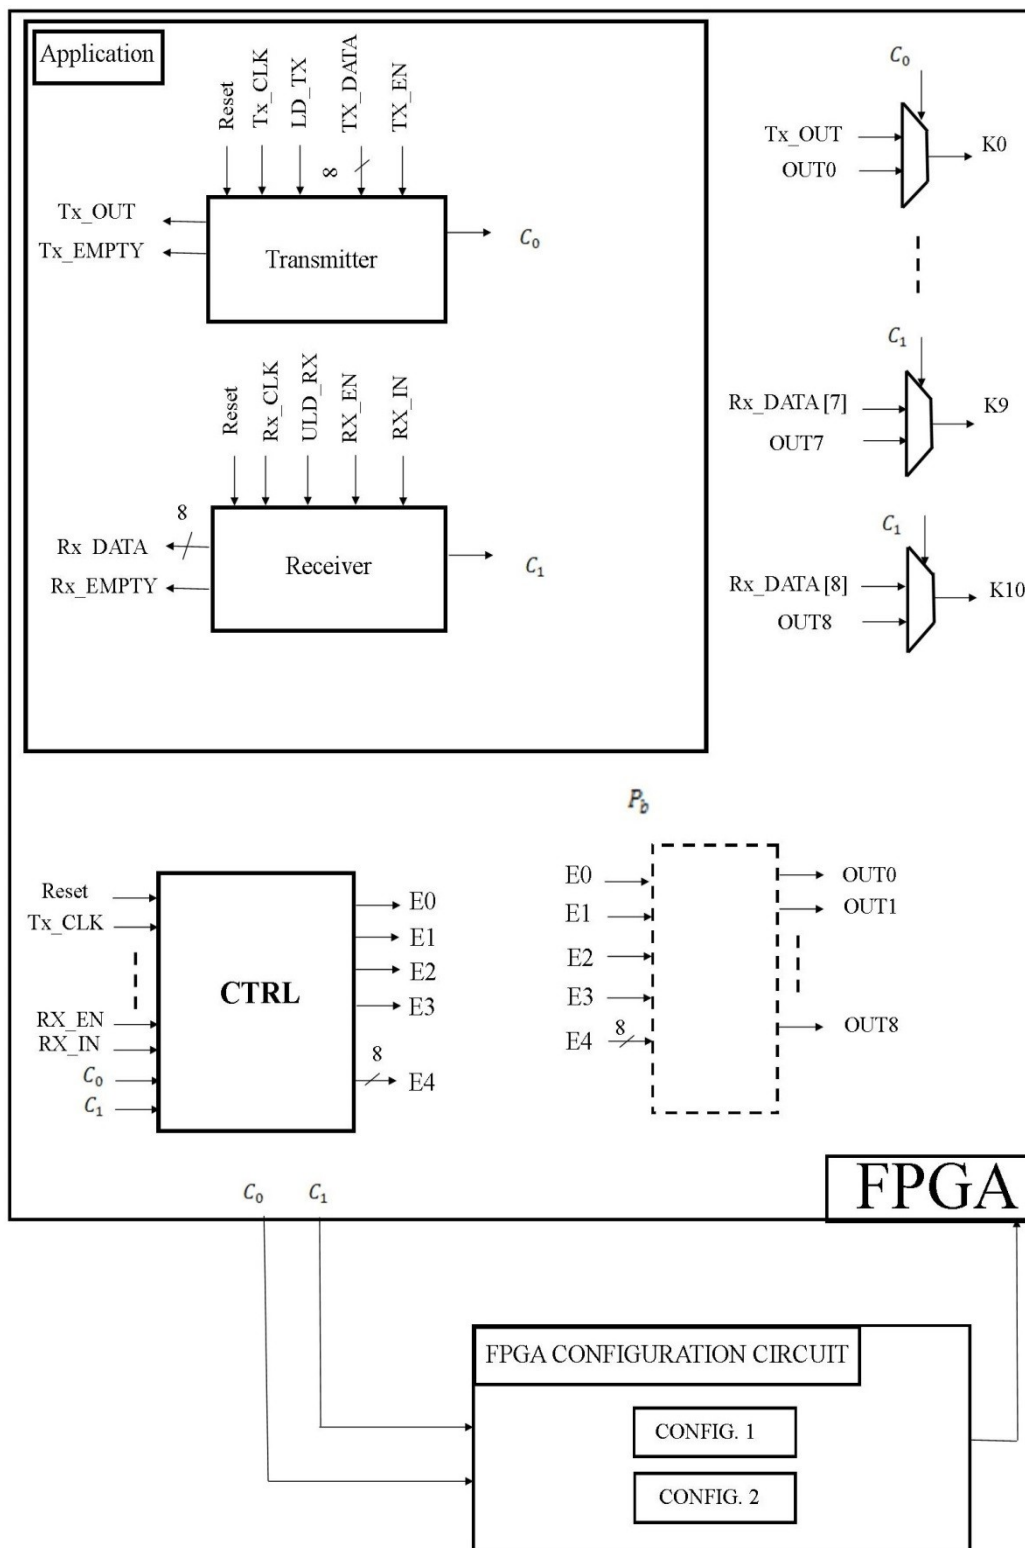 Application
Reset
Tx_CLK
LD_TX
TX_DATA
TX_EN
8
Tx_OUT
Tx_EMPTY
Transmitter
C0
Reset
Rx_CLK
ULD_RX
RX_EN
RX_IN
8
Rx DATA
Rx_EMPTY
Receiver
C1
C0
Tx_OUT
OUT0
K0
C1
Rx_DATA [7]
OUT7
K9
C1
Rx_DATA [8]
OUT8
K10
Reset
Tx_CLK
RX_EN
RX_IN
C0
C1
CTRL
E0
E1
E2
E3
8
E4
Pb
E0
E1
E2
E3
E4
8
OUT0
OUT1
OUT8
FPGA
C0
C1
FPGA CONFIGURATION CIRCUIT
CONFIG. 1
CONFIG. 2